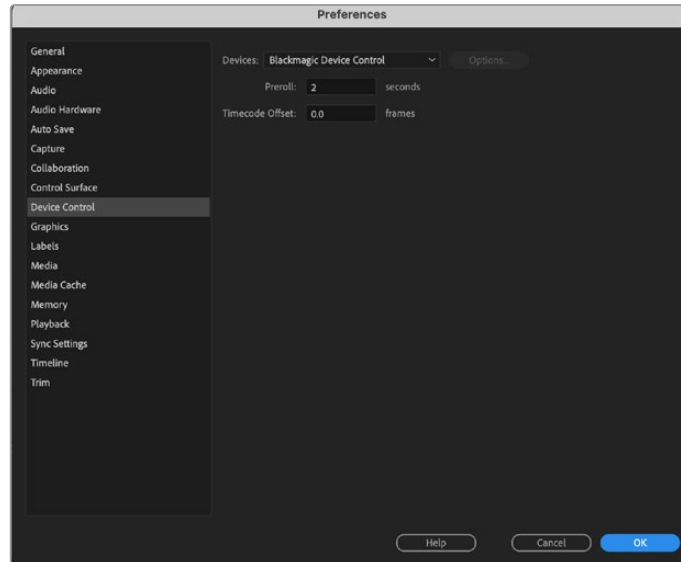 Preferences
General
Appearance
Audio
Audio Hardware
Auto Save
Capture
Collaboration
Control Surface
Device Control
Graphics
Labels
Media
Media Cache
Memory
Playback
Sync Settings
Timeline
Trim
Devices: Blackmagic Device Control Options...
Preroll: 2 seconds
Timecode Offset: 0.0 frames
Help Cancel OK